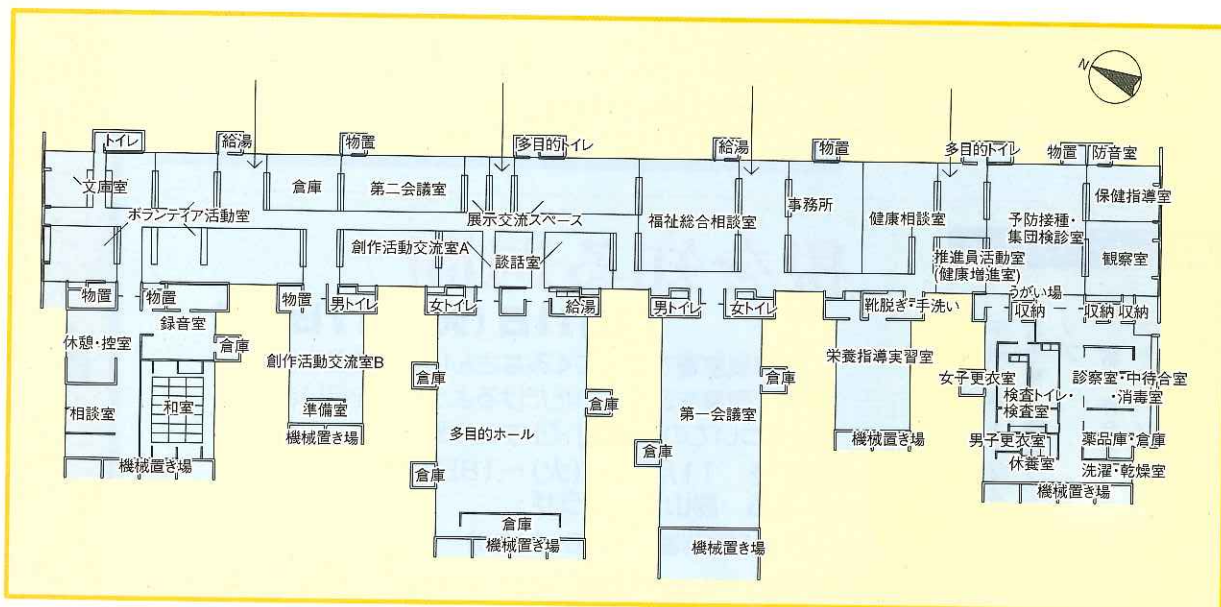 N
トイレ
給湯
物置
多目的トイレ
給湯
物置
多目的トイレ
物置
防音室
文庫室
倉庫
第二会議室
保健指導室
ボランティア活動室
展示交流スペース
福祉総合相談室
事務所
健康相談室
予防接種・
集団検診室
創作活動交流室A
談話室
推進員活動室
(健康増進室)
観察室
物置
物置
物置
男トイレ
女トイレ
給湯
男トイレ
女トイレ
靴脱ぎ・手洗い
うがい場
収納
収納
収納
録音室
休憩・控室
倉庫
創作活動交流室B
倉庫
倉庫
倉庫
栄養指導実習室
女子更衣室
検査トイレ・
検査室
診察室・中待合室
・消毒室
相談室
和室
準備室
機械置き場
多目的ホール
第一会議室
機械置き場
男子更衣室
薬品庫・倉庫
休養室
洗濯・乾燥室
機械置き場
機械置き場
倉庫
倉庫
倉庫
機械置き場
機械置き場